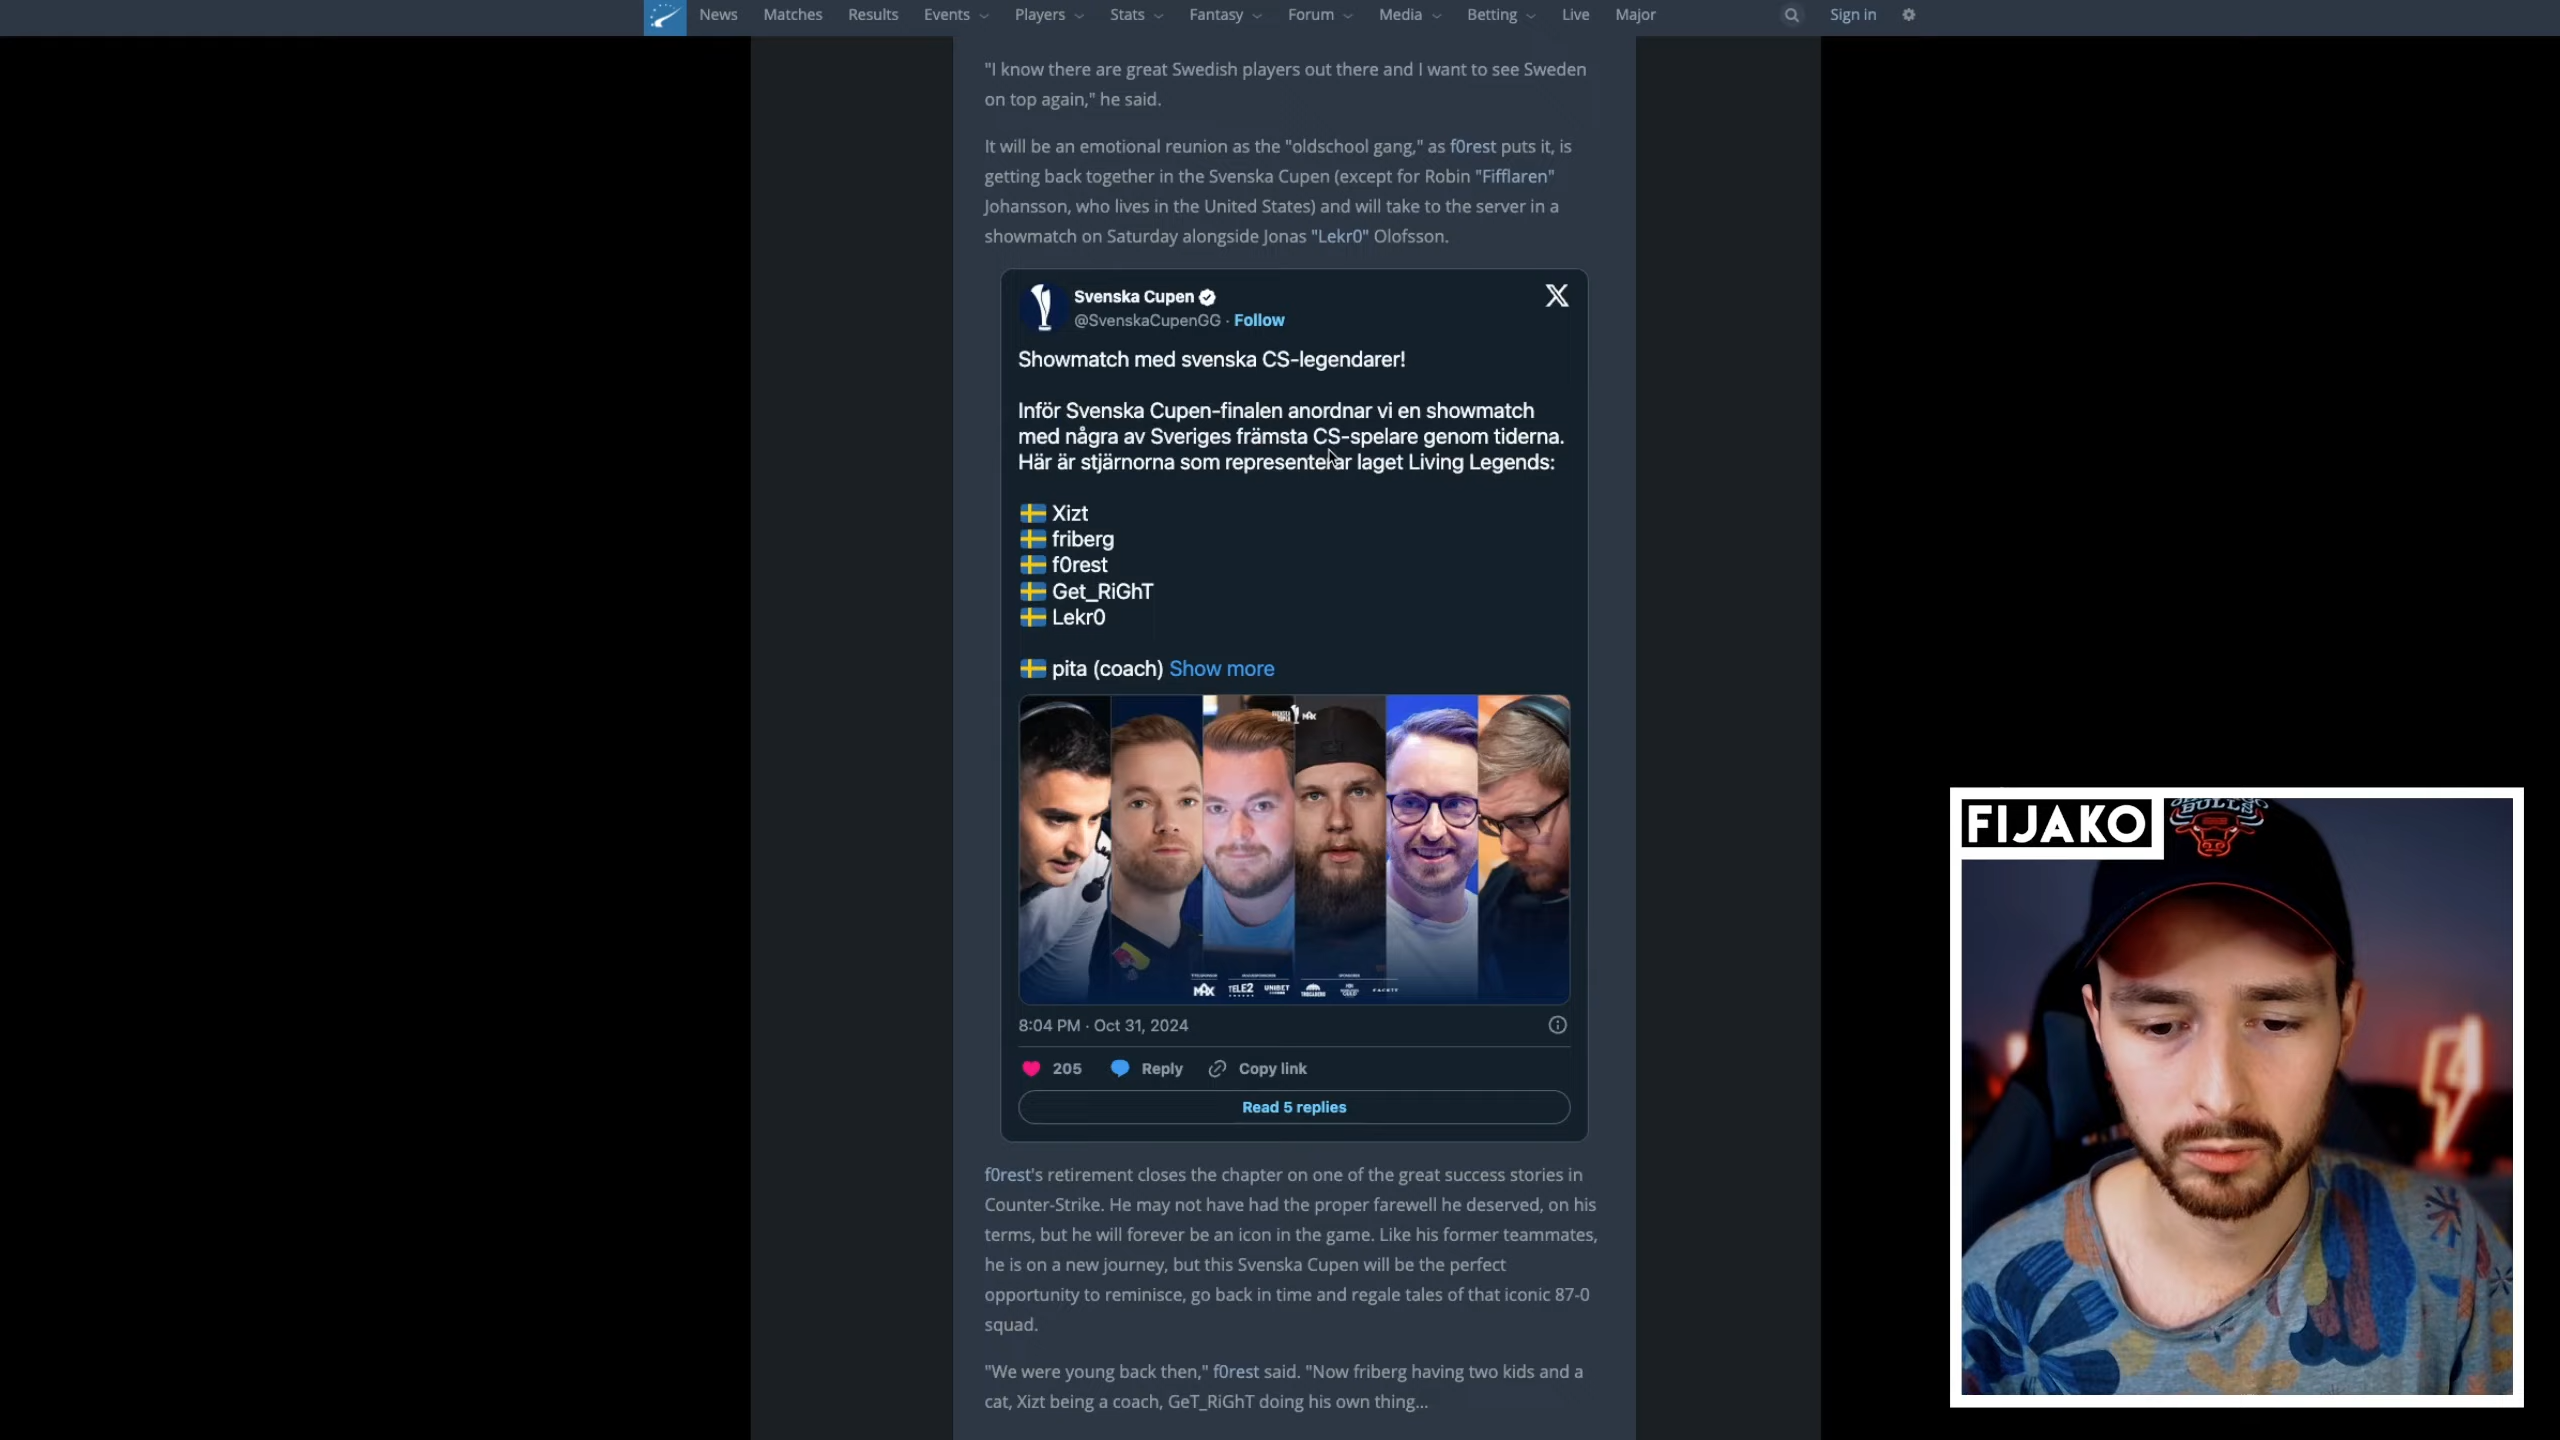 News Matches Results Events Players Stats Fantasy Forum Media Betting Live Major Sign in
"I know there are great Swedish players out there and I want to see Sweden
on top again," he said.
It will be an emotional reunion as the "oldschool gang," as f0rest puts it, is
getting back together in the Svenska Cupen (except for Robin "Fifflaren"
Johansson, who lives in the United States) and will take to the server in a
showmatch on Saturday alongside Jonas "Lekr0" Olofsson.
Svenska Cupen
@SvenskaCupenGG · Follow
Showmatch med svenska CS-legendarer!
Inför Svenska Cupen-finalen anordnar vi en showmatch
med några av Sveriges främsta CS-spelare genom tiderna.
Här är stjärnorna som representerar laget Living Legends:
Xizt
friberg
f0rest
Get_RiGhT
Lekr0
pita (coach) Show more
MAX
MAX TELE2 UNIBET
FACEIT
8:04 PM · Oct 31, 2024
205 Reply Copy link
Read 5 replies
f0rest's retirement closes the chapter on one of the great success stories in
Counter-Strike. He may not have had the proper farewell he deserved, on his
terms, but he will forever be an icon in the game. Like his former teammates,
he is on a new journey, but this Svenska Cupen will be the perfect
opportunity to reminisce, go back in time and regale tales of that iconic 87-0
squad.
"We were young back then," f0rest said. "Now friberg having two kids and a
cat, Xizt being a coach, GeT_RiGhT doing his own thing...
FIJAKO
BULLS